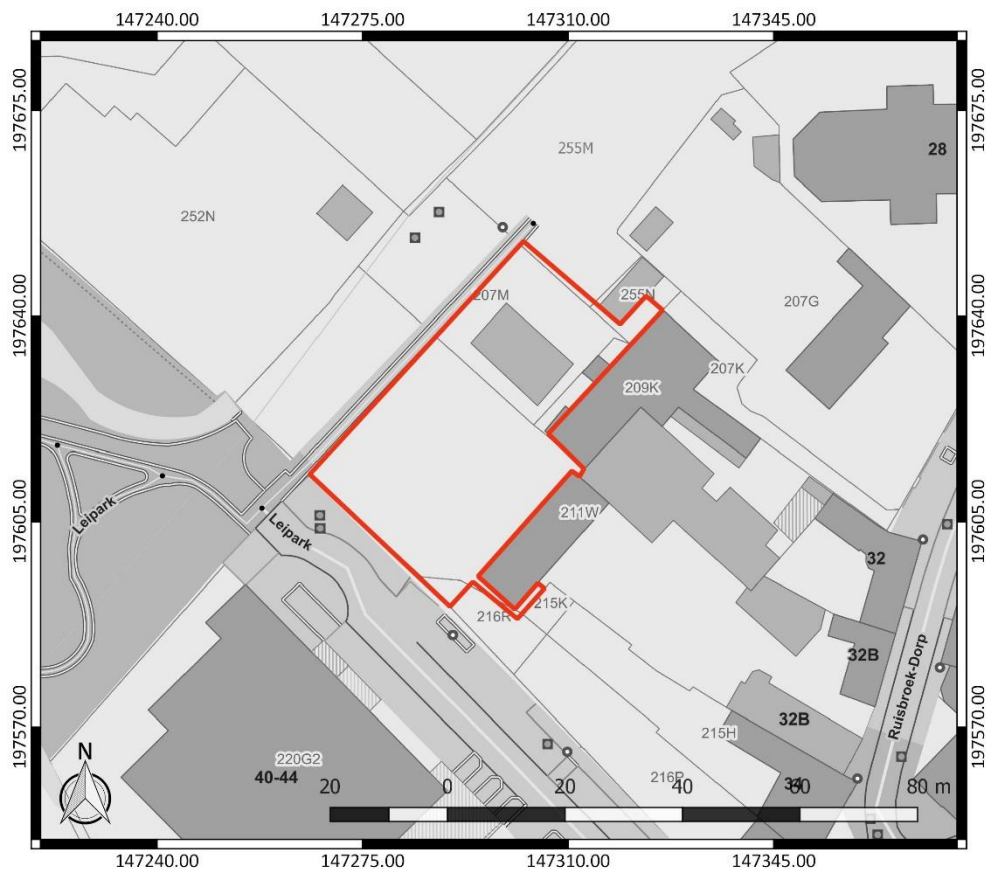 147240.00 147275.00 147310.00 147345.00
197675.00 197675.00
28
255M
252N
207M
255N
207G
197640.00 197640.00
207K
209K
Leipark
Leipark
211W
197605.00 197605.00
32
215K
216R
32B
Ruisbroek-Dorp
32B
215H
197570.00 197570.00
N
220G2
40-44
216P
34
20 0 20 40 60 80 m
147240.00 147275.00 147310.00 147345.00